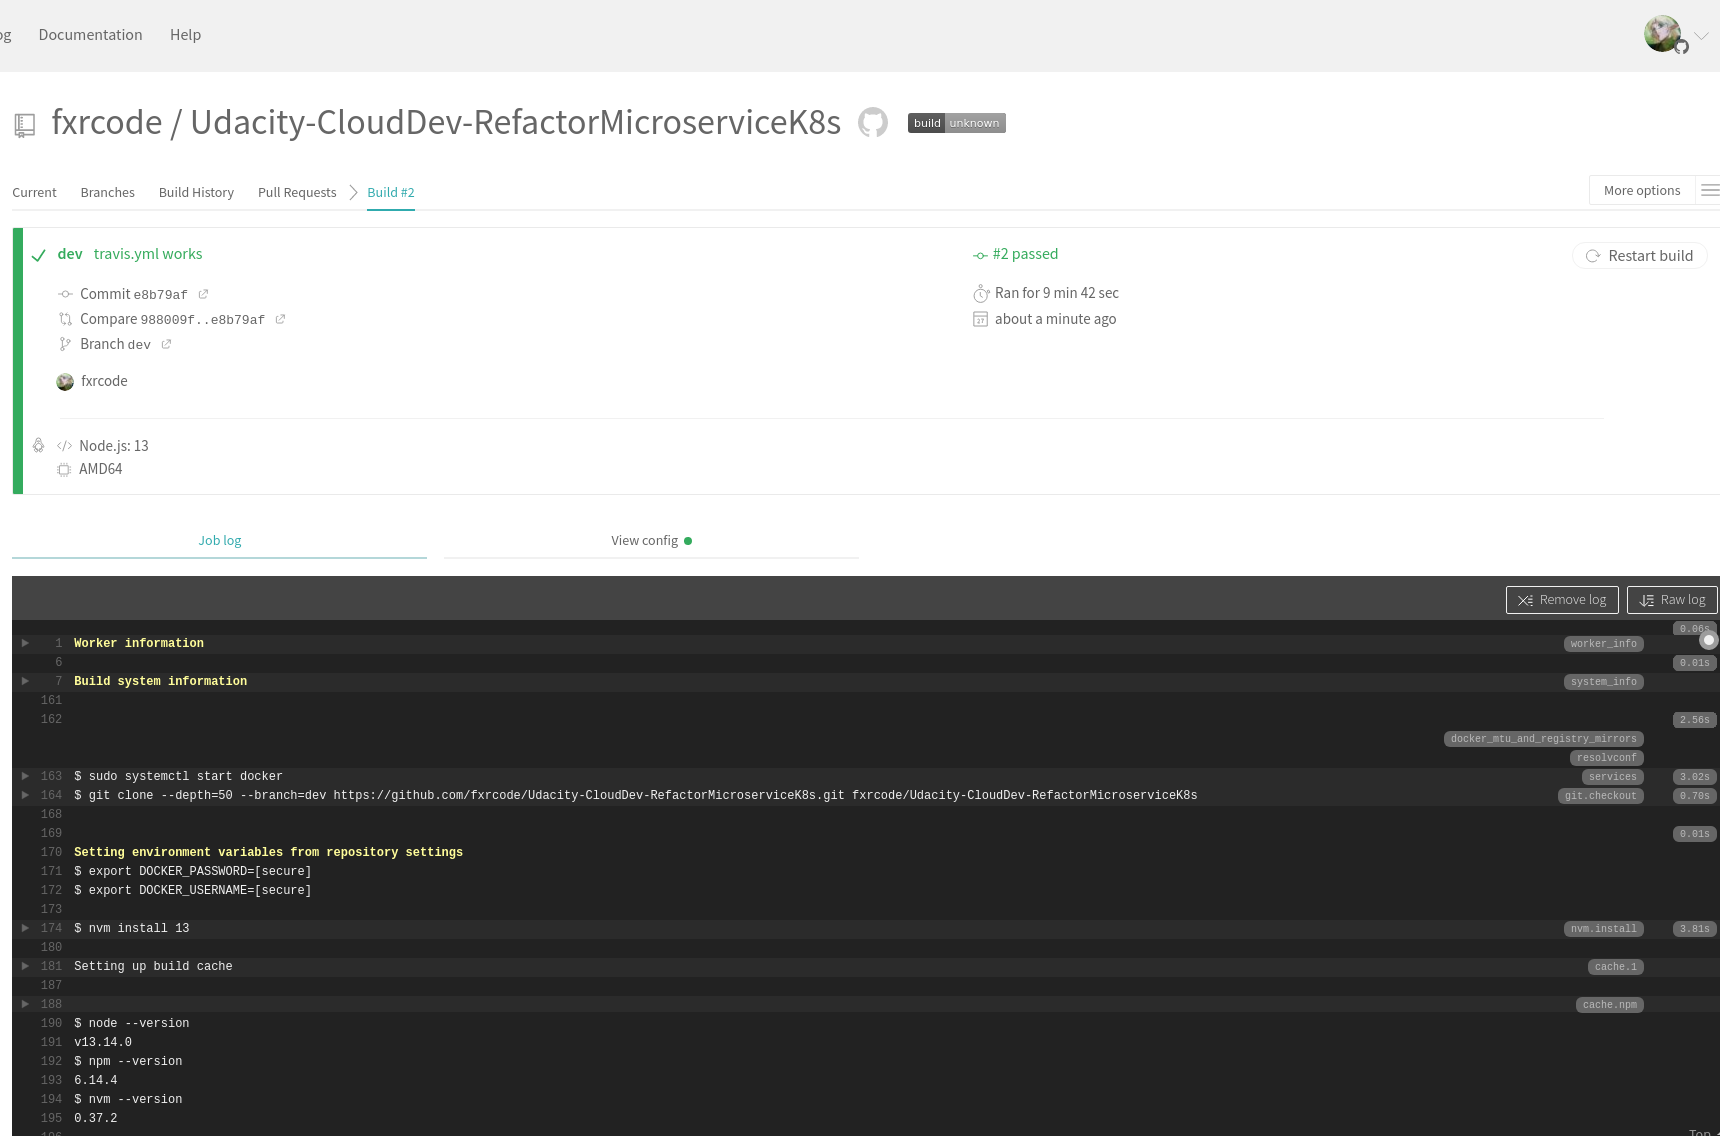 Documentation Help
fxrcode / Udacity-CloudDev-RefactorMicroserviceK8s build unknown
Current Branches Build History Pull Requests Build #2 More options
dev travis.yml works #2 passed Restart build
Commit e8b79af Ran for 9 min 42 sec
Compare 988009f..e8b79af about a minute ago
Branch dev
fxrcode
Node.js: 13
AMD64
Job log View config
Remove log Raw log
0.06s
1 Worker information worker_info
6 0.01s
7 Build system information system_info
161
162 2.56s
docker_mtu_and_registry_mirrors
resolvconf
163 $ sudo systemctl start docker services 3.02s
164 $ git clone --depth=50 --branch=dev https://github.com/fxrcode/Udacity-CloudDev-RefactorMicroserviceK8s.git fxrcode/Udacity-CloudDev-RefactorMicroserviceK8s git.checkout 0.70s
168
169 0.01s
170 Setting environment variables from repository settings
171 $ export DOCKER_PASSWORD=[secure]
172 $ export DOCKER_USERNAME=[secure]
173
174 $ nvm install 13 nvm.install 3.81s
180
181 Setting up build cache cache.1
187
188 cache.npm
190 $ node --version
191 v13.14.0
192 $ npm --version
193 6.14.4
194 $ nvm --version
195 0.37.2